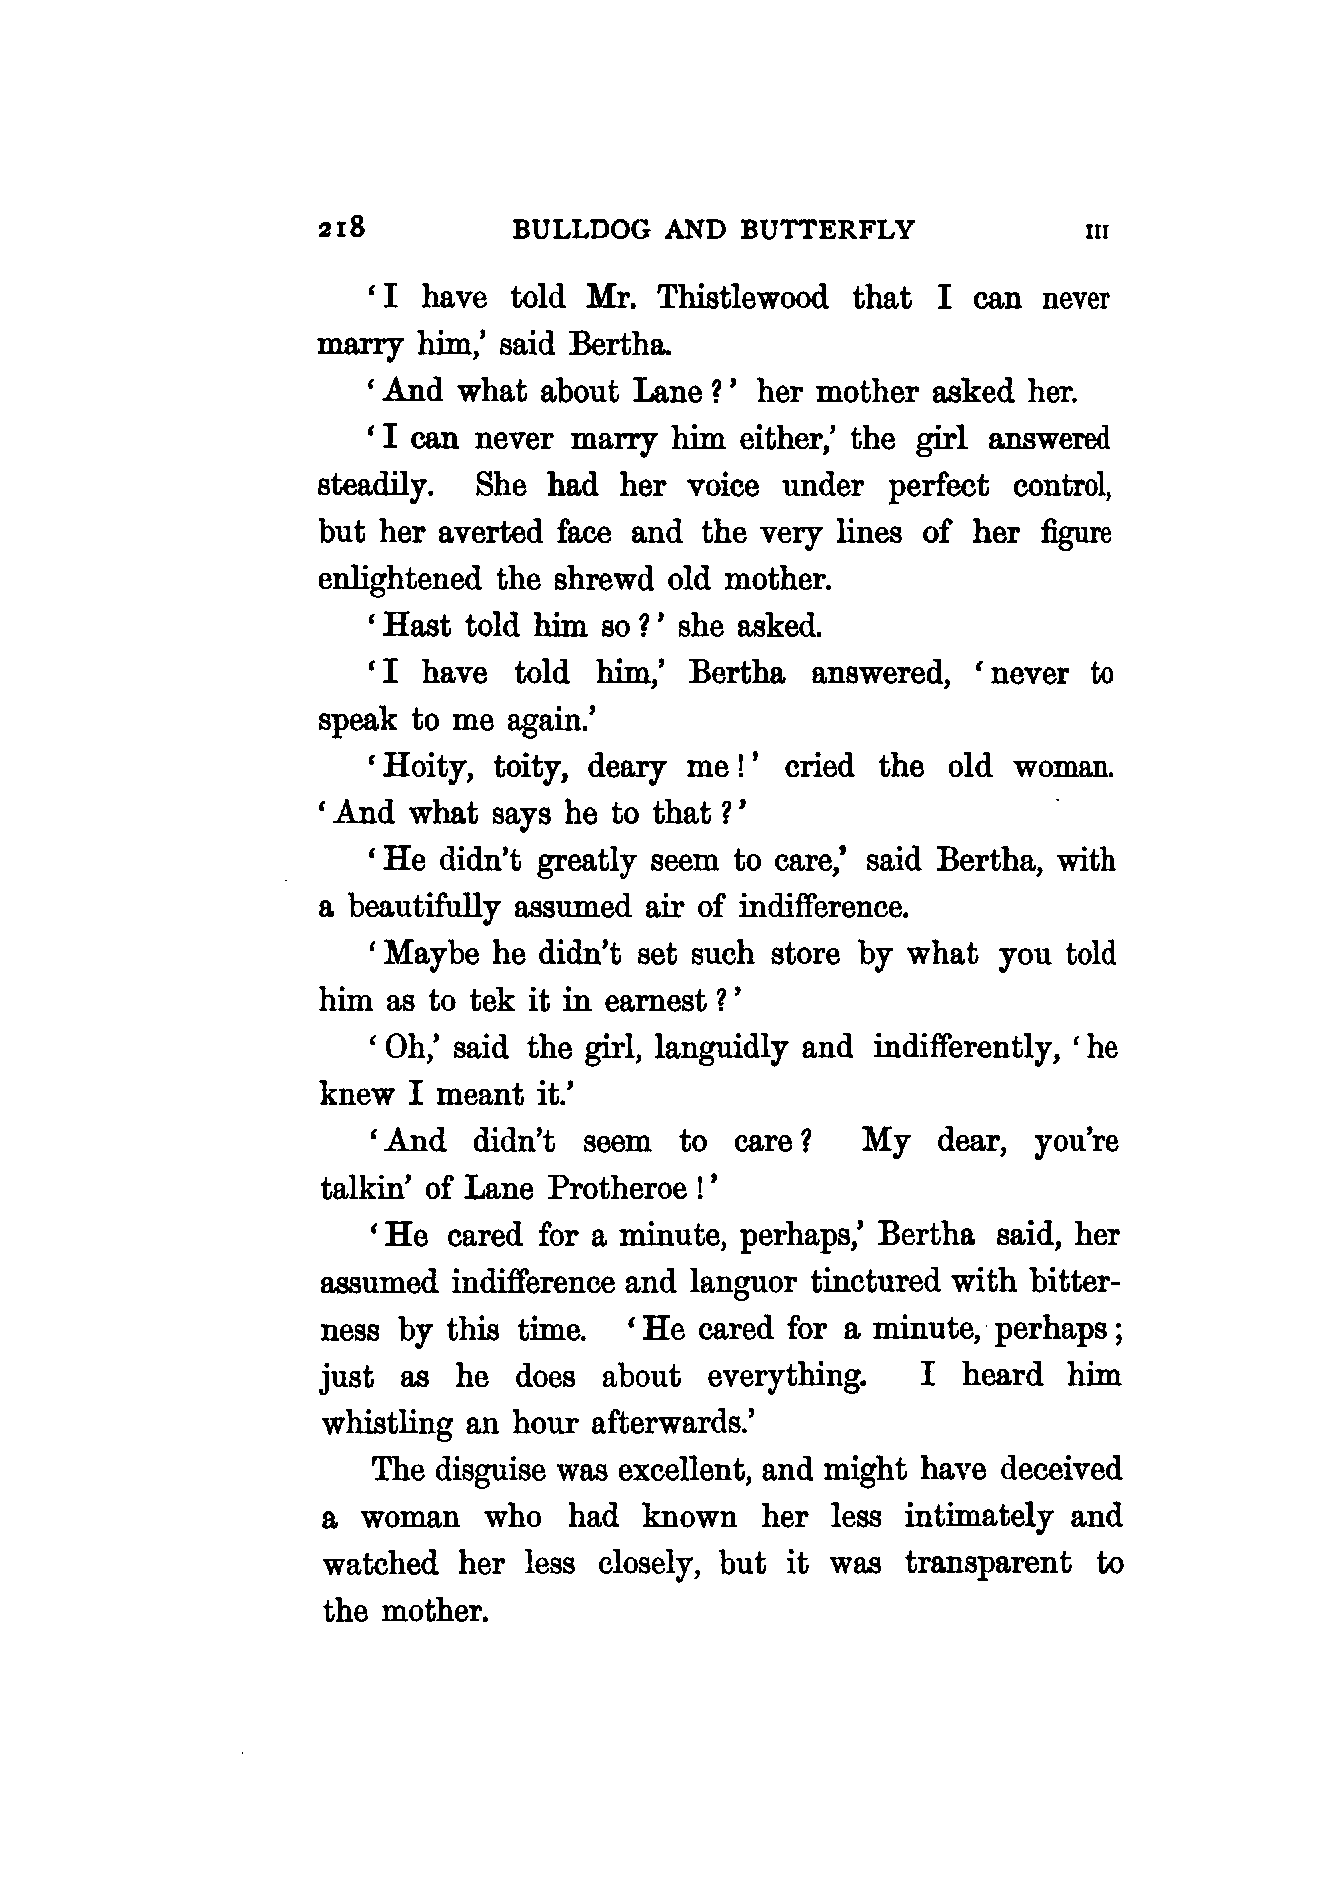 218 BULLDOG AND BUTTERFLY III
‘I have told Mr. Thistlewood that I can never
marry him,’ said Bertha.
‘And what about Lane?’ her mother asked her.
‘I can never marry him either,’ the girl answered
steadily. She had her voice under perfect control,
but her averted face and the very lines of her figure
enlightened the shrewd old mother.
‘Hast told him so?’ she asked.
‘I have told him,’ Bertha answered, ‘never to
speak to me again.’
‘Hoity, toity, deary me!’ cried the old woman.
‘And what says he to that?’
‘He didn’t greatly seem to care,’ said Bertha, with
a beautifully assumed air of indifference.
‘Maybe he didn’t set such store by what you told
him as to tek it in earnest?’
‘Oh,’ said the girl, languidly and indifferently, ‘he
knew I meant it.’
‘And didn’t seem to care? My dear, you’re
talkin’ of Lane Protheroe!’
‘He cared for a minute, perhaps,’ Bertha said, her
assumed indifference and languor tinctured with bitter-
ness by this time. ‘He cared for a minute, perhaps;
just as he does about everything. I heard him
whistling an hour afterwards.’
The disguise was excellent, and might have deceived
a woman who had known her less intimately and
watched her less closely, but it was transparent to
the mother.